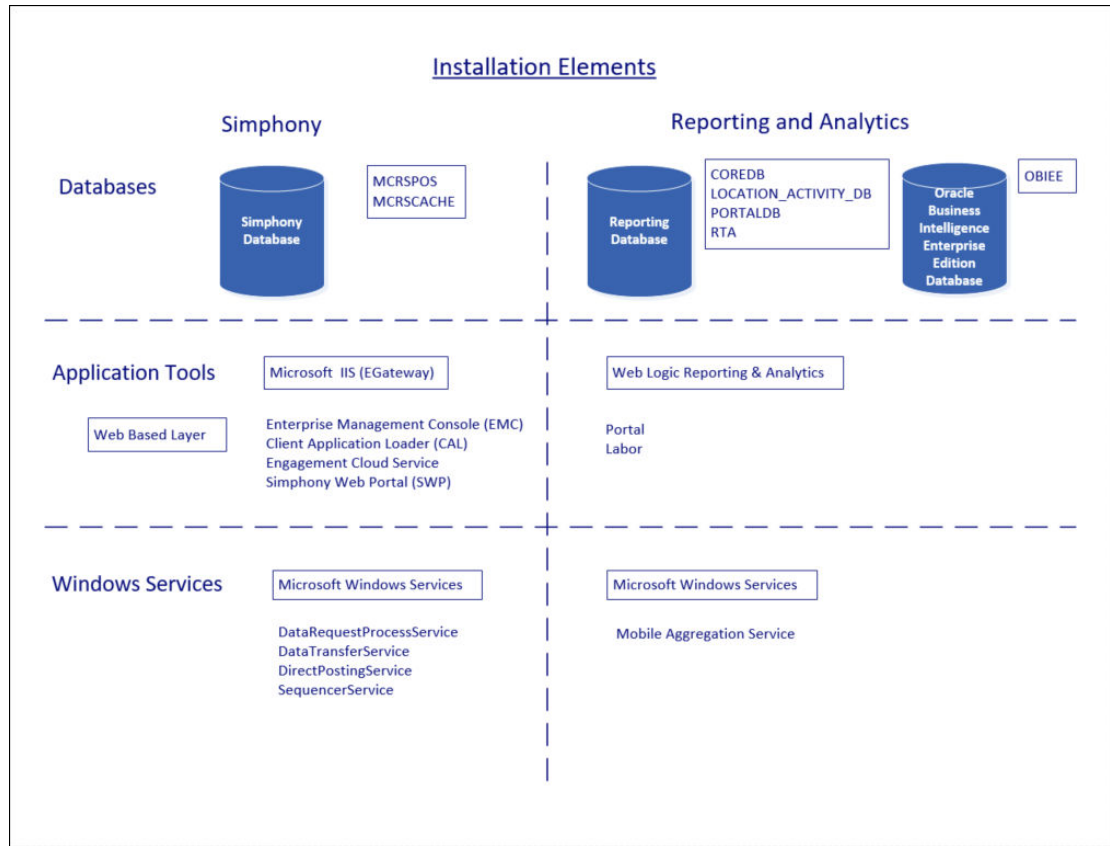 Installation Elements
Simphony
Reporting and Analytics
Databases
Simphony
Database
MCRSPOS
MCRSCACHE
Reporting
Database
COREDB
LOCATION_ACTIVITY_DB
PORTALDB
RTA
Oracle
Business
Intelligence
Enterprise
Edition
Database
OBIEE
Application Tools
Microsoft IIS (EGateway)
Web Logic Reporting & Analytics
Web Based Layer
Enterprise Management Console (EMC)
Client Application Loader (CAL)
Engagement Cloud Service
Simphony Web Portal (SWP)
Portal
Labor
Windows Services
Microsoft Windows Services
Microsoft Windows Services
DataRequestProcessService
DataTransferService
DirectPostingService
SequencerService
Mobile Aggregation Service